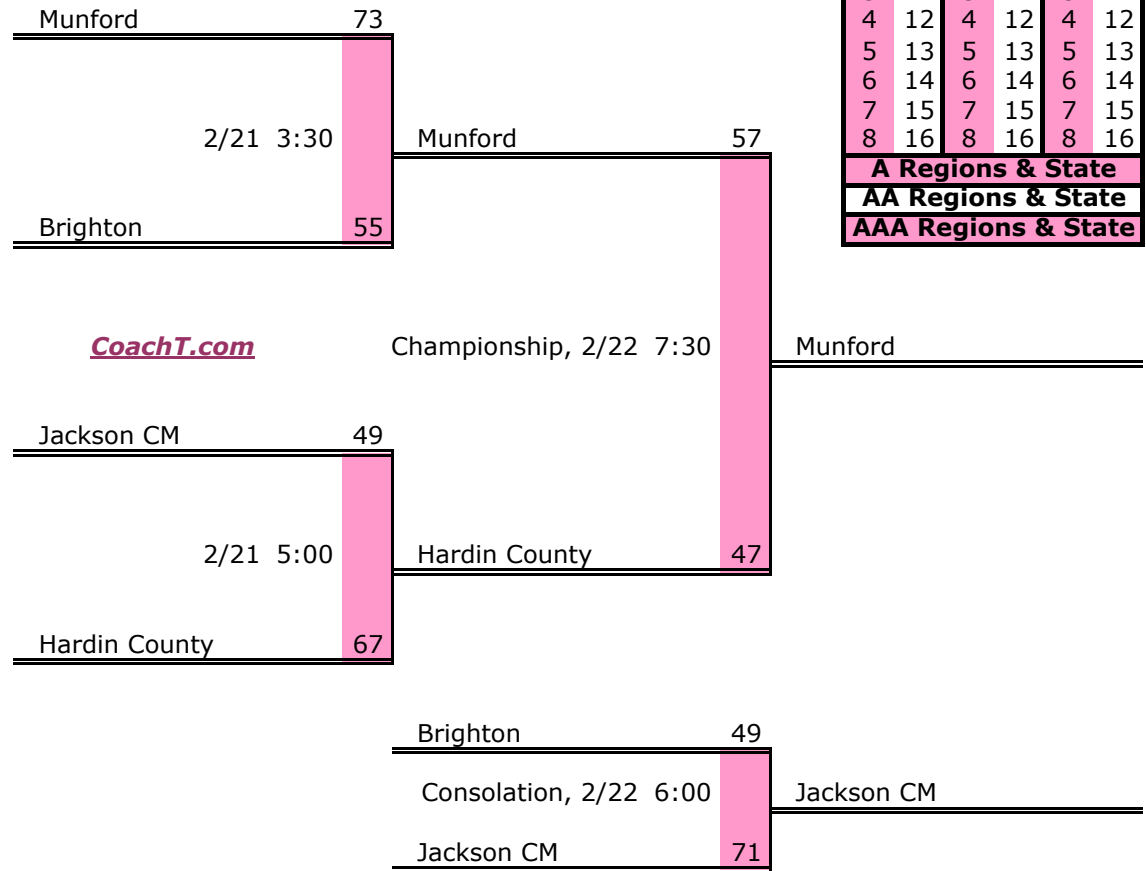 Munford 73
4 12 4 12 4 12
5 13 5 13 5 13
6 14 6 14 6 14
7 15 7 15 7 15
2/21 3:30 Munford 57
8 16 8 16 8 16
A Regions & State
AA Regions & State
Brighton 55
AAA Regions & State
CoachT.com
Championship, 2/22 7:30
Munford
Jackson CM 49
2/21 5:00 Hardin County 47
Hardin County 67
Brighton 49
Consolation, 2/22 6:00 Jackson CM
Jackson CM 71